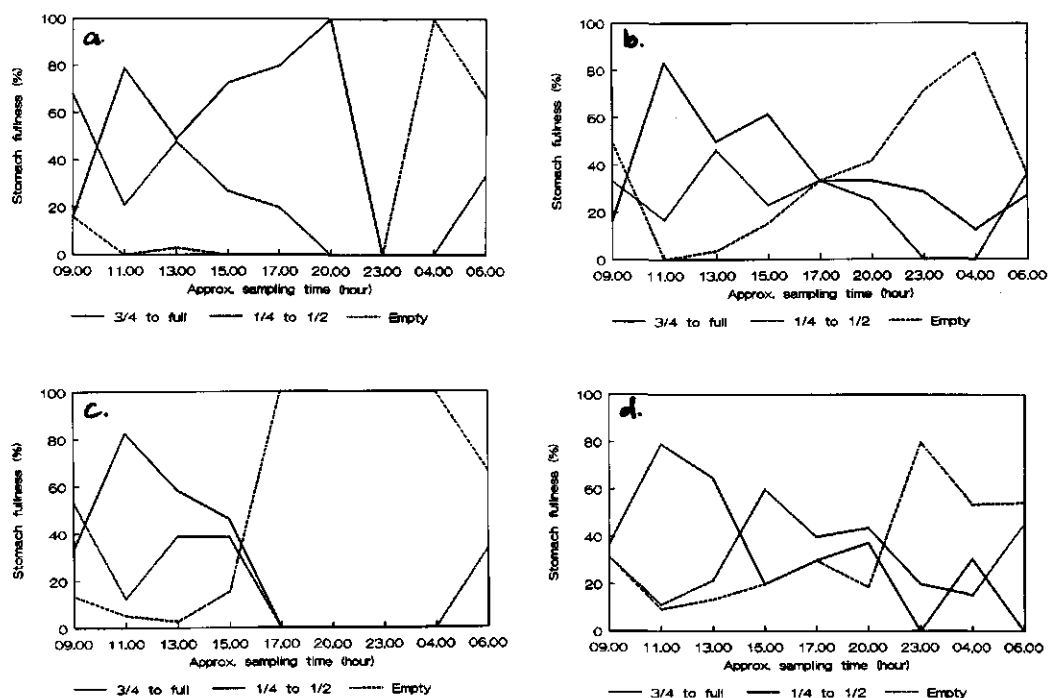 a.
Stomach fullness (%)
100
80
60
40
20
0
09.00 11.00 13.00 15.00 17.00 20.00 23.00 04.00 06.00
Approx. sampling time (hour)
3/4 to full 1/4 to 1/2 Empty
b.
Stomach fullness (%)
100
80
60
40
20
0
09.00 11.00 13.00 15.00 17.00 20.00 23.00 04.00 06.00
Approx. sampling time (hour)
3/4 to full 1/4 to 1/2 Empty
c.
Stomach fullness (%)
100
80
60
40
20
0
09.00 11.00 13.00 15.00 17.00 20.00 23.00 04.00 06.00
Approx. sampling time (hour)
3/4 to full 1/4 to 1/2 Empty
d.
Stomach fullness (%)
100
80
60
40
20
0
09.00 11.00 13.00 15.00 17.00 20.00 23.00 04.00 06.00
Approx. sampling time (hour)
3/4 to full 1/4 to 1/2 Empty